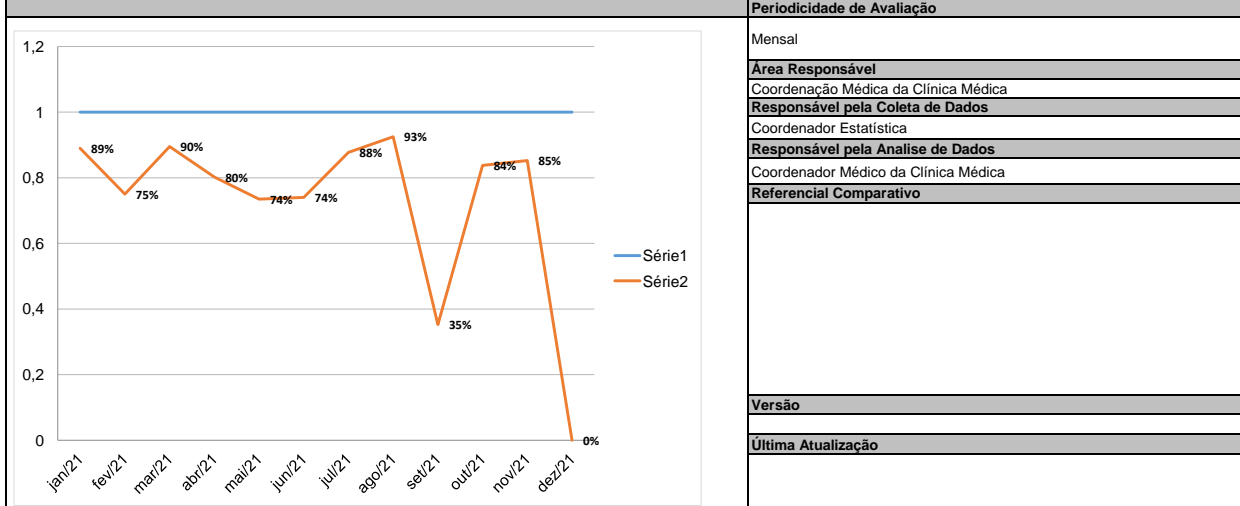 Periodicidade de Avaliação
Mensal
Área Responsável
Coordenação Médica da Clínica Médica
Responsável pela Coleta de Dados
Coordenador Estatística
Responsável pela Analise de Dados
Coordenador Médico da Clínica Médica
Referencial Comparativo
Versão
Última Atualização
1,2
1
0,8
0,6
0,4
0,2
0
89%
75%
90%
80%
74%
74%
88%
93%
35%
84%
85%
0%
jan/21
fev/21
mar/21
abr/21
mai/21
jun/21
jul/21
ago/21
set/21
out/21
nov/21
dez/21
Série1
Série2